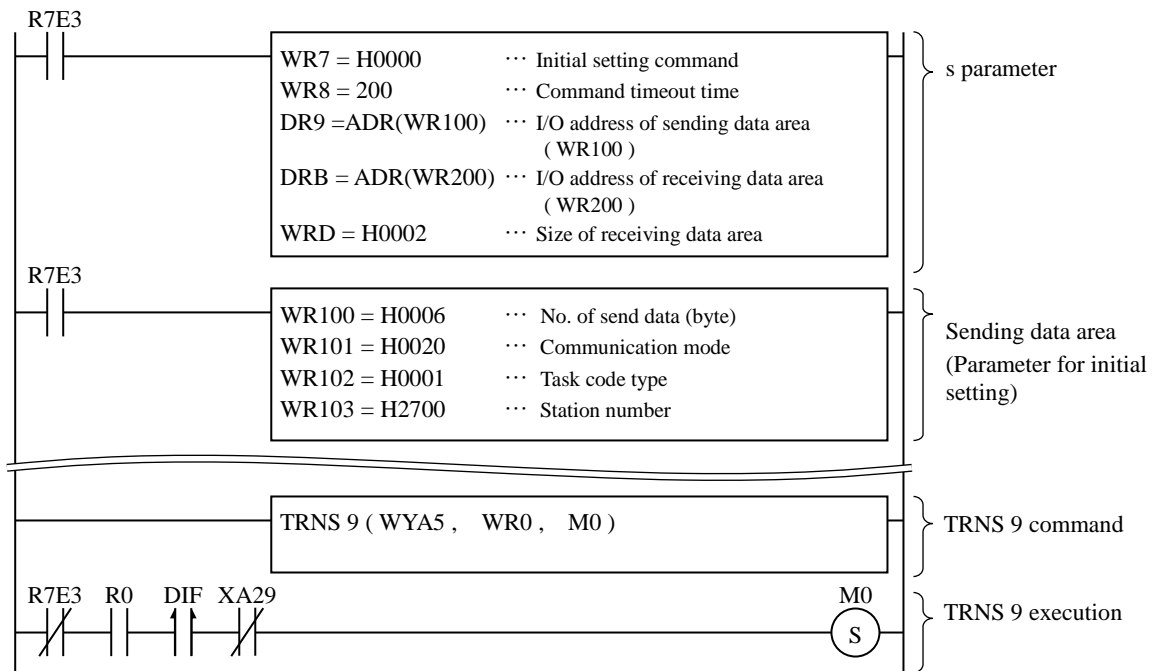 R7E3
WR7 = H0000 ··· Initial setting command
WR8 = 200 ··· Command timeout time
DR9 =ADR(WR100) ··· I/O address of sending data area
( WR100 )
DRB = ADR(WR200) ··· I/O address of receiving data area
(WR200 )
WRD = H0002 ··· Size of receiving data area
s parameter
R7E3
WR100 = H0006 ··· No. of send data (byte)
WR101 = H0020 ··· Communication mode
WR102 = H0001 ··· Task code type
WR103 = H2700 ··· Station number
Sending data area
(Parameter for initial
setting)
TRNS 9 ( WYA5 , WR0, M0 )
TRNS 9 command
R7E3 R0 DIF XA29 M0
S
TRNS 9 execution